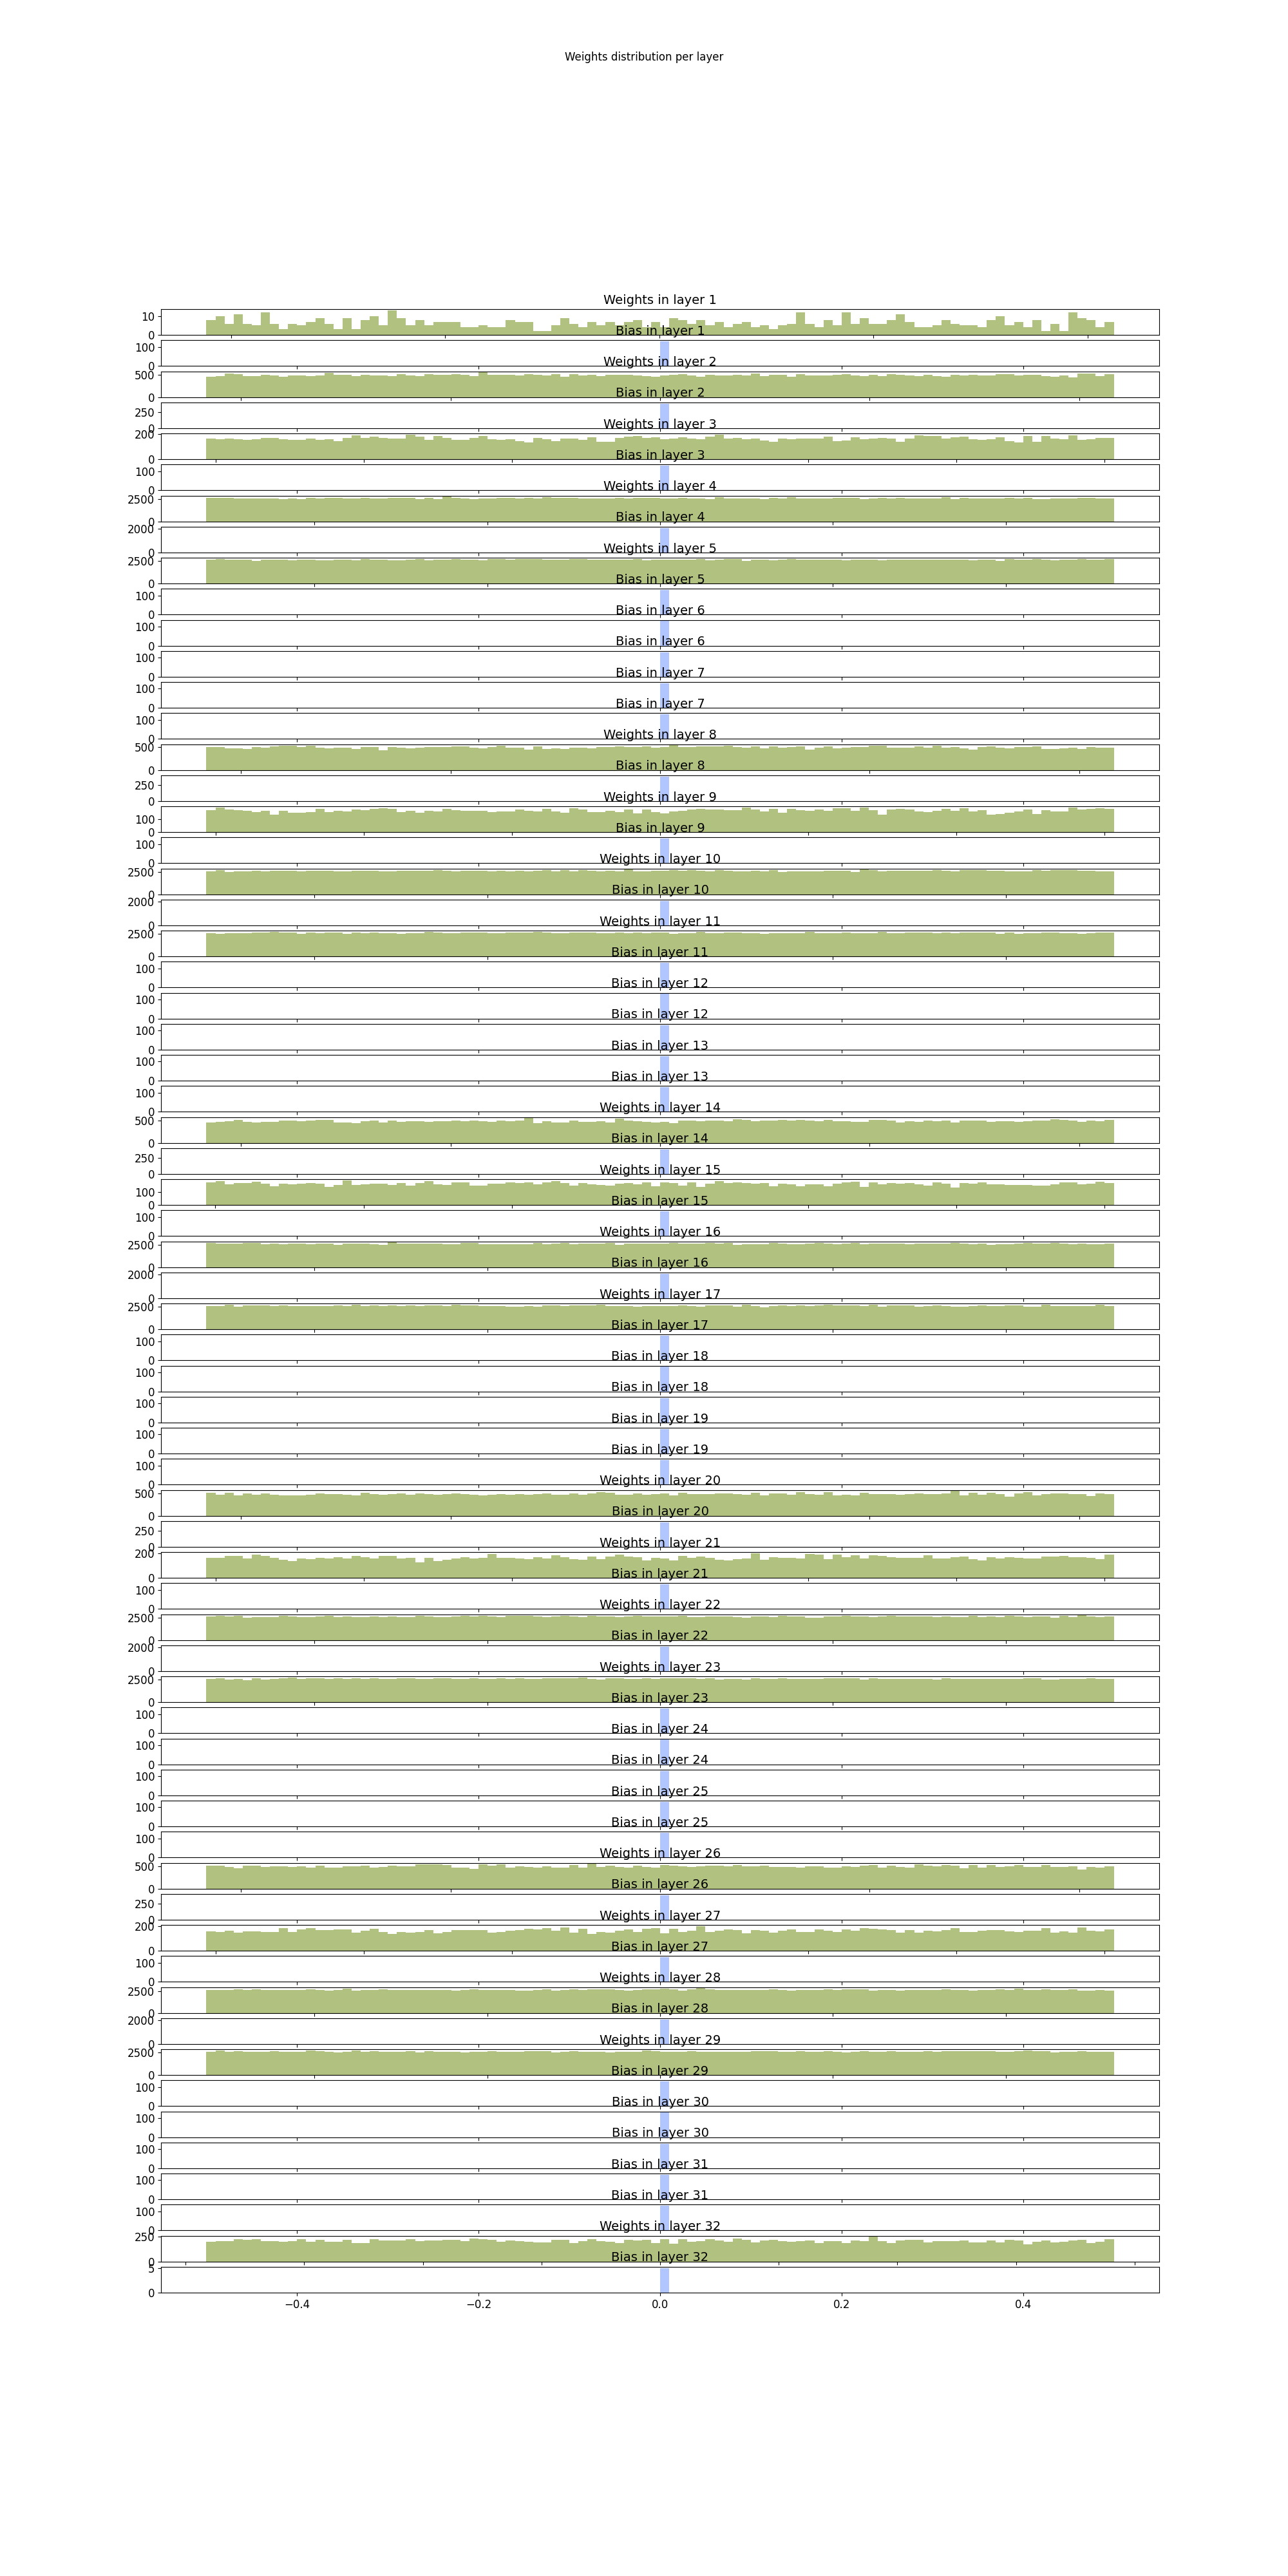 Weights distribution per layer
Weights in layer 1
10
0
Bias in layer 1
100
0
Weights in layer 2
500
0
Bias in layer 2
250
0
Weights in layer 3
200
0
Bias in layer 3
100
0
Weights in layer 4
2500
0
Bias in layer 4
2000
0
Weights in layer 5
2500
0
Bias in layer 5
100
0
Bias in layer 6
100
0
Bias in layer 6
100
0
Bias in layer 7
100
0
Bias in layer 7
100
0
Weights in layer 8
500
0
Bias in layer 8
250
0
Weights in layer 9
100
0
Bias in layer 9
100
0
Weights in layer 10
2500
0
Bias in layer 10
2000
0
Weights in layer 11
2500
0
Bias in layer 11
100
0
Bias in layer 12
100
0
Bias in layer 12
100
0
Bias in layer 13
100
0
Bias in layer 13
100
0
Weights in layer 14
500
0
Bias in layer 14
250
0
Weights in layer 15
100
0
Bias in layer 15
100
0
Weights in layer 16
2500
0
Bias in layer 16
2000
0
Weights in layer 17
2500
0
Bias in layer 17
100
0
Bias in layer 18
100
0
Bias in layer 18
100
0
Bias in layer 19
100
0
Bias in layer 19
100
0
Weights in layer 20
500
0
Bias in layer 20
250
0
Weights in layer 21
200
0
Bias in layer 21
100
0
Weights in layer 22
2500
0
Bias in layer 22
2000
0
Weights in layer 23
2500
0
Bias in layer 23
100
0
Bias in layer 24
100
0
Bias in layer 24
100
0
Bias in layer 25
100
0
Bias in layer 25
100
0
Weights in layer 26
500
0
Bias in layer 26
250
0
Weights in layer 27
200
0
Bias in layer 27
100
0
Weights in layer 28
2500
0
Bias in layer 28
2000
0
Weights in layer 29
2500
0
Bias in layer 29
100
0
Bias in layer 30
100
0
Bias in layer 30
100
0
Bias in layer 31
100
0
Bias in layer 31
100
0
Weights in layer 32
250
0
Bias in layer 32
5
0
−0.4 −0.2 0.0 0.2 0.4